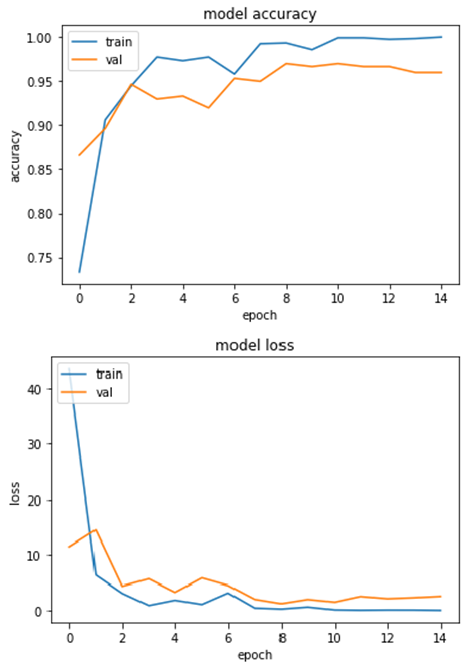 model accuracy
train
val
1.00
0.95
0.90
0.85
0.80
0.75
accuracy
0 2 4 6 8 10 12 14
epoch
model loss
train
val
40
30
20
10
0
loss
0 2 4 6 8 10 12 14
epoch